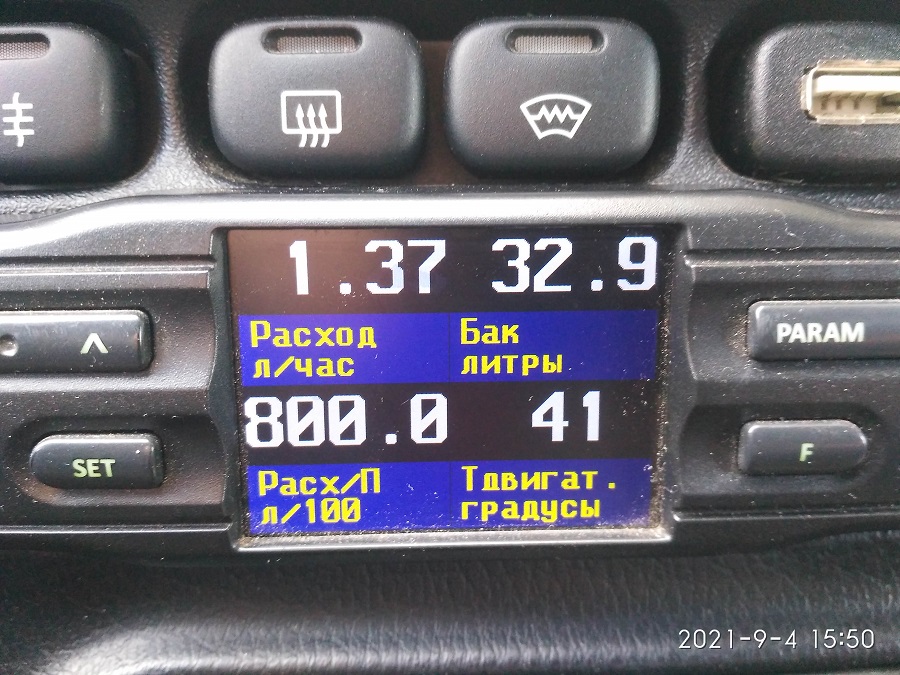 1.37 32.9
Расход Бак
л/час литры
^
PARAM
800.0 41
SET
F
Расх/П Тдвигат.
л/100 градусы
2021-9-4 15:50